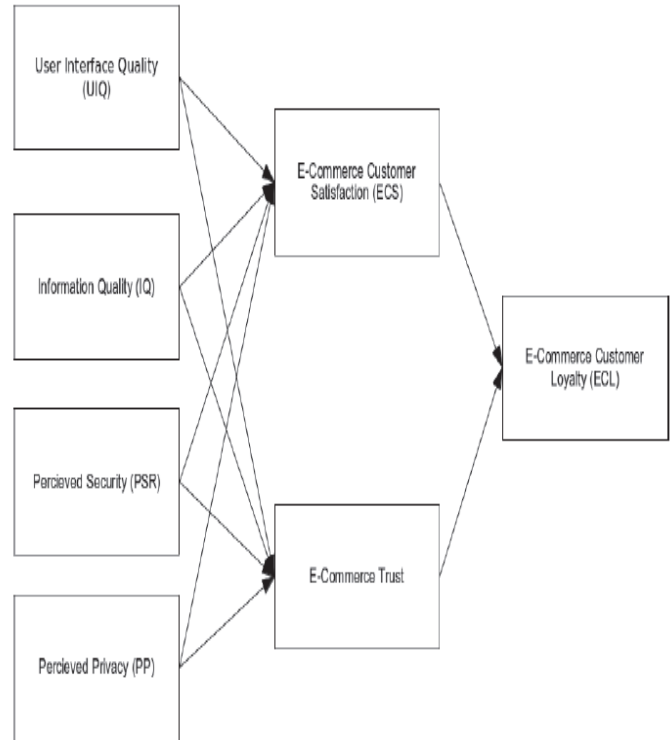 User Interface Quality
(UIQ)
E-Commerce Customer
Satisfaction (ECS)
Information Quality (IQ)
E-Commerce Customer
Loyalty (ECL)
Percieved Security (PSR)
E-Commerce Trust
Percieved Privacy (PP)